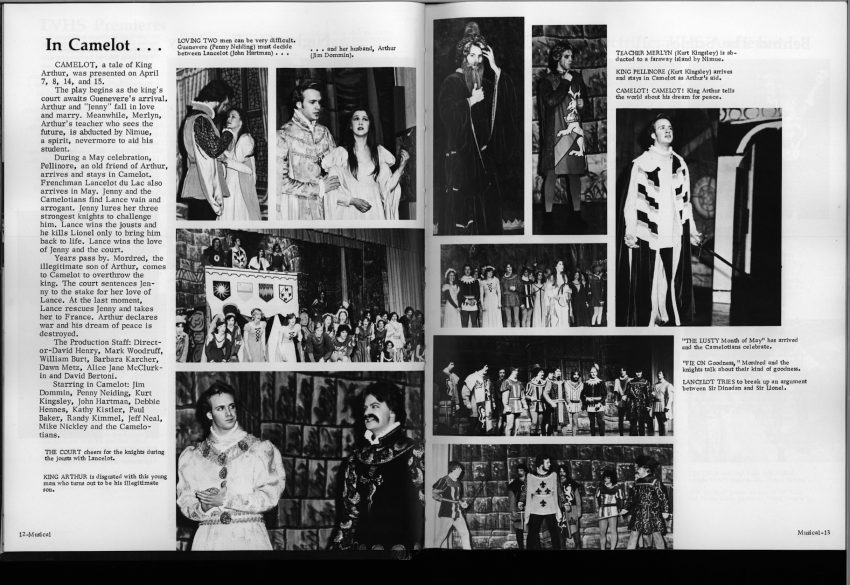 In Camelot . . .
CAMELOT, a tale of King
Arthur, was presented on April
7, 8, 14, and 15.
The play begins as the king's
court awaits Guenevere's arrival.
Arthur and "Jenny" fall in love
and marry. Meanwhile, Merlyn,
Arthur's teacher who sees the
future, is abducted by Nimue,
a spirit, nevermore to aid his
student.
During a May celebration,
Pellinore, an old friend of Arthur,
arrives and stays in Camelot.
Frenchman Lancelot du Lac also
arrives in May. Jenny and the
Camelotians find Lance vain and
arrogant. Jenny lures her three
strongest knights to challenge
him. Lance wins the jousts and
he kills Lionel only to bring him
back to life. Lance wins the love
of Jenny and the court.
Years pass by. Mordred, the
illegitimate son of Arthur, comes
to Camelot to overthrow the
king. The court sentences Jen-
ny to the stake for her love of
Lance. At the last moment,
Lance rescues Jenny and takes
her to France. Arthur declares
war and his dream of peace is
destroyed.
The Production Staff: Direct-
or-David Henry, Mark Woodruff,
William Burt, Barbara Karcher,
Dawn Metz, Alice Jane McClurk-
in and David Bertoni.
Starring in Camelot: Jim
Dommin, Penny Neiding, Kurt
Kingsley, John Hartman, Debbie
Hennes, Kathy Kistler, Paul
Baker, Randy Kimmel, Jeff Neal,
Mike Nickley and the Camelo-
tians.
THE COURT cheers for the knights during
the jousts with Lancelot.
KING ARTHUR is disgusted with this young
man who turns out to be his illegitimate
son.
12-Musical
LOVING TWO men can be very difficult.
Guenevere (Penny Neiding) must decide
between Lancelot (John Hartman) . . .
. . . and her husband, Arthur
(Jim Dommin).
TEACHER MERLYN (Kurt Kingsley) is ab-
ducted to a faraway island by Nimue.
KING PELLINORE (Kurt Kingsley) arrives
and stays in Camelot as Arthur's aid.
CAMELOT! CAMELOT! King Arthur tells
the world about his dream for peace.
"THE LUSTY Month of May" has arrived
and the Camelotians celebrate.
"FIE ON Goodness," Mordred and the
knights talk about their kind of goodness.
LANCELOT TRIES to break up an argument
between Sir Dinadan and Sir Lionel.
Musical-13